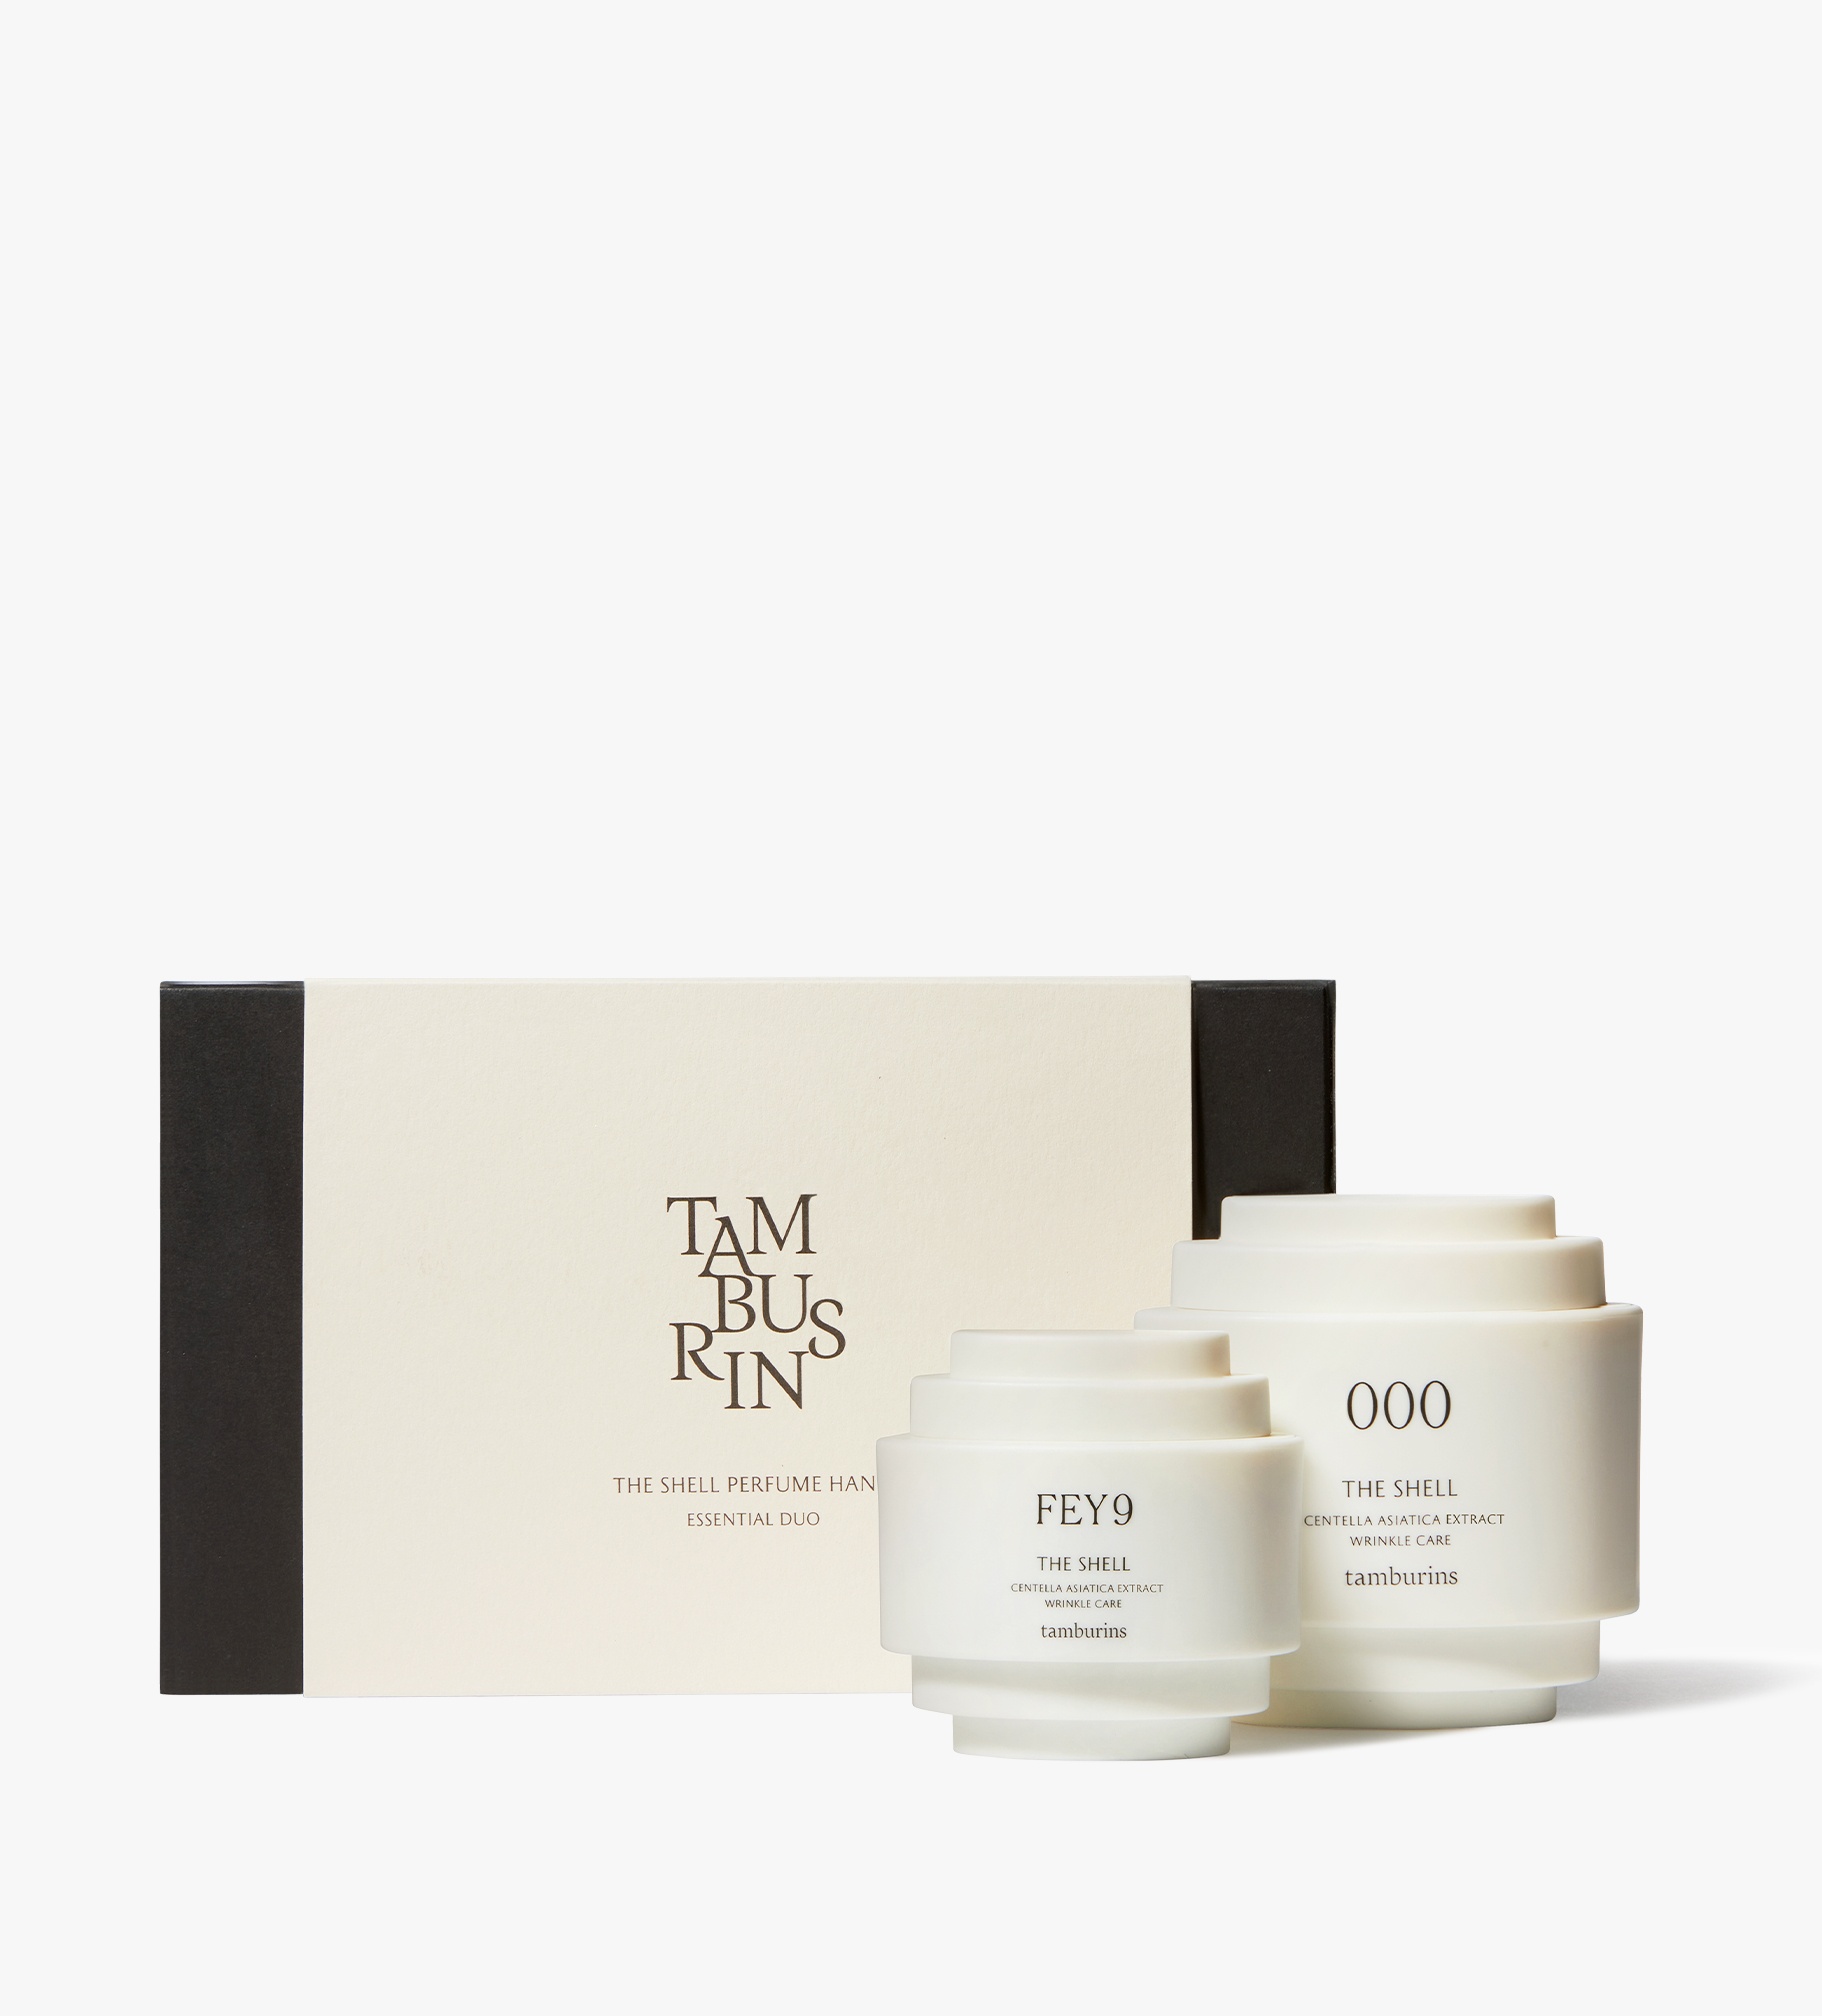 TAM
BUS
RIN
THE SHELL PERFUME HAN
ESSENTIAL DUO
FEY9
THE SHELL
CENTELLA ASIATICA EXTRACT
WRINKLE CARE
tamburins
000
THE SHELL
CENTELLA ASIATICA EXTRACT
WRINKLE CARE
tamburins